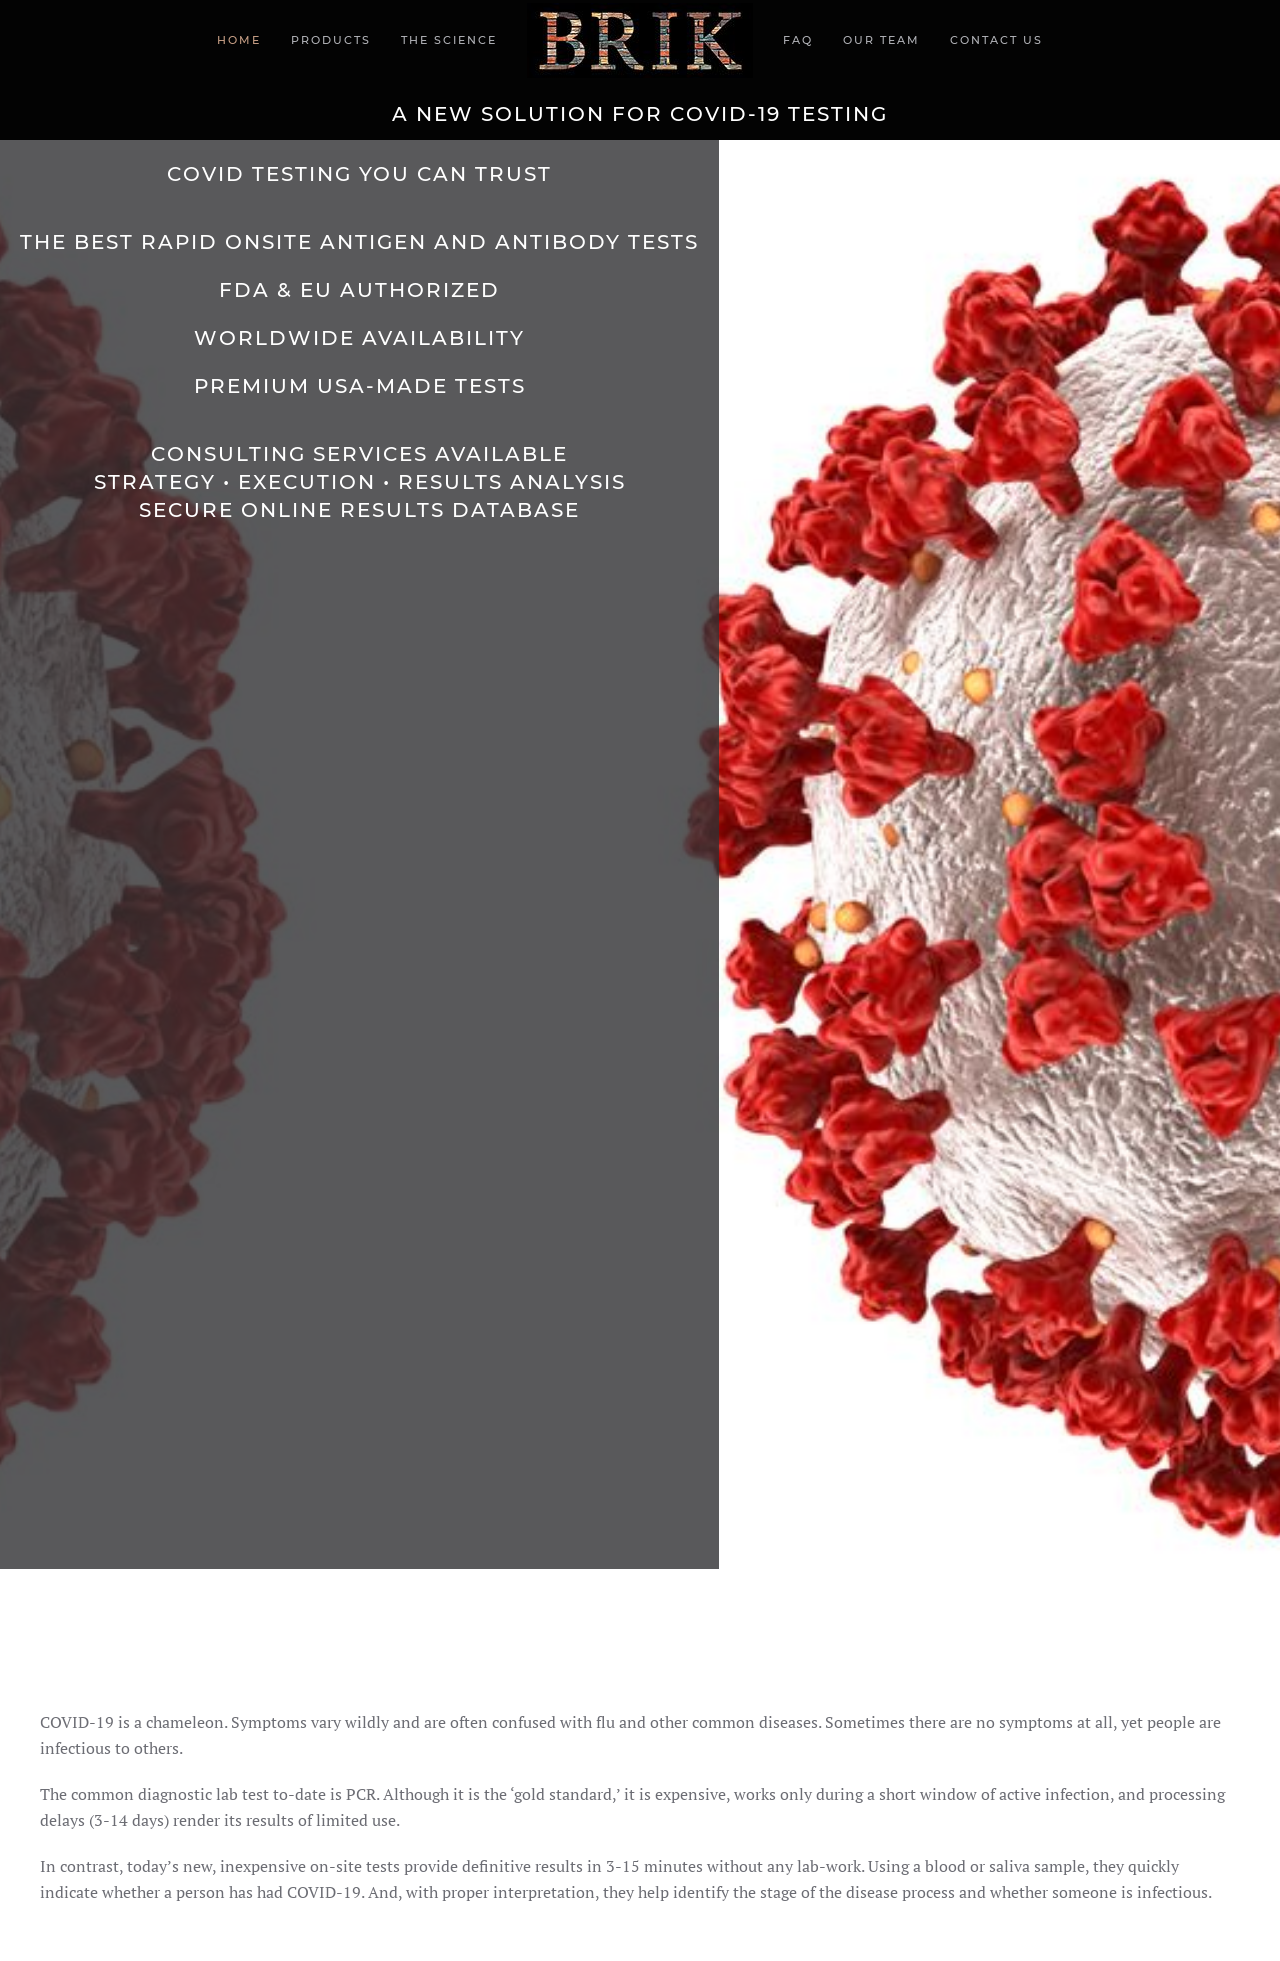 HOME
PRODUCTS
THE SCIENCE
BRIK
FAQ
OUR TEAM
CONTACT US
A NEW SOLUTION FOR COVID-19 TESTING
COVID TESTING YOU CAN TRUST
THE BEST RAPID ONSITE ANTIGEN AND ANTIBODY TESTS
FDA & EU AUTHORIZED
WORLDWIDE AVAILABILITY
PREMIUM USA-MADE TESTS
CONSULTING SERVICES AVAILABLE
STRATEGY • EXECUTION • RESULTS ANALYSIS
SECURE ONLINE RESULTS DATABASE
COVID-19 is a chameleon. Symptoms vary wildly and are often confused with flu and other common diseases. Sometimes there are no symptoms at all, yet people are
infectious to others.
The common diagnostic lab test to-date is PCR. Although it is the ‘gold standard,’ it is expensive, works only during a short window of active infection, and processing
delays (3-14 days) render its results of limited use.
In contrast, today’s new, inexpensive on-site tests provide definitive results in 3-15 minutes without any lab-work. Using a blood or saliva sample, they quickly
indicate whether a person has had COVID-19. And, with proper interpretation, they help identify the stage of the disease process and whether someone is infectious.